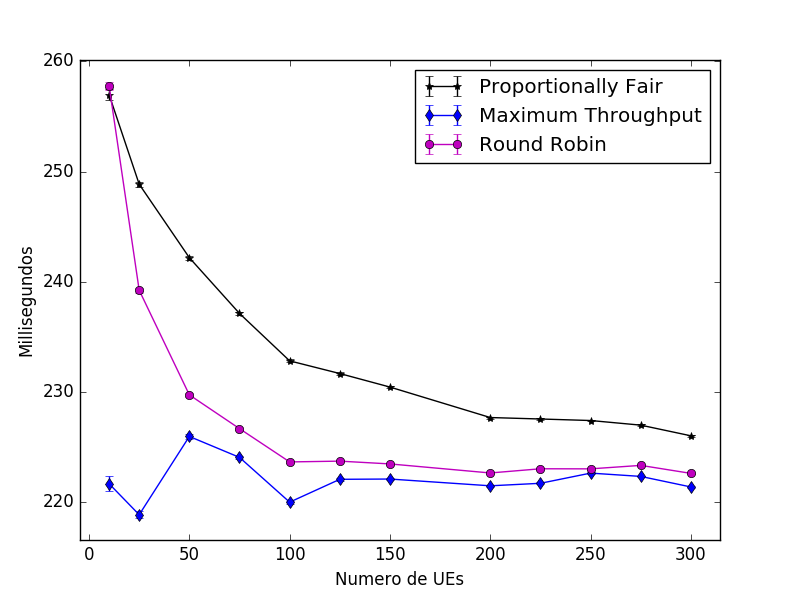 260
250
240
230
220
Millisegundos
Proportionally Fair
Maximum Throughput
Round Robin
0 50 100 150 200 250 300
Numero de UEs